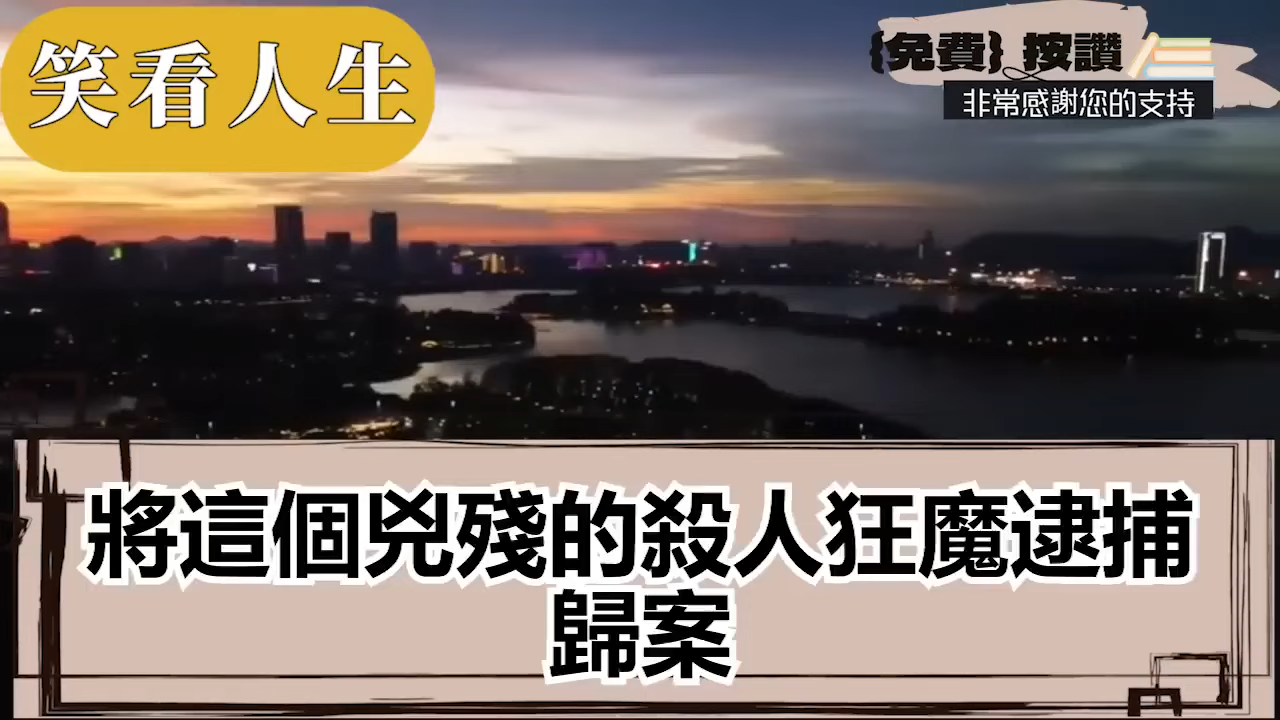 笑看人生
{免費} 按讚
非常感謝您的支持
將這個兇殘的殺人狂魔逮捕
歸案